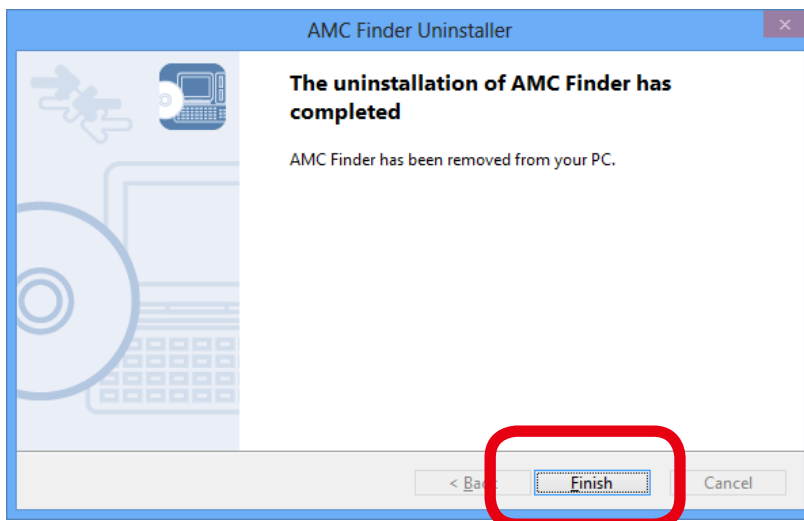 AMC Finder Uninstaller
The uninstallation of AMC Finder has
completed
AMC Finder has been removed from your PC.
< Bac Finish Cancel